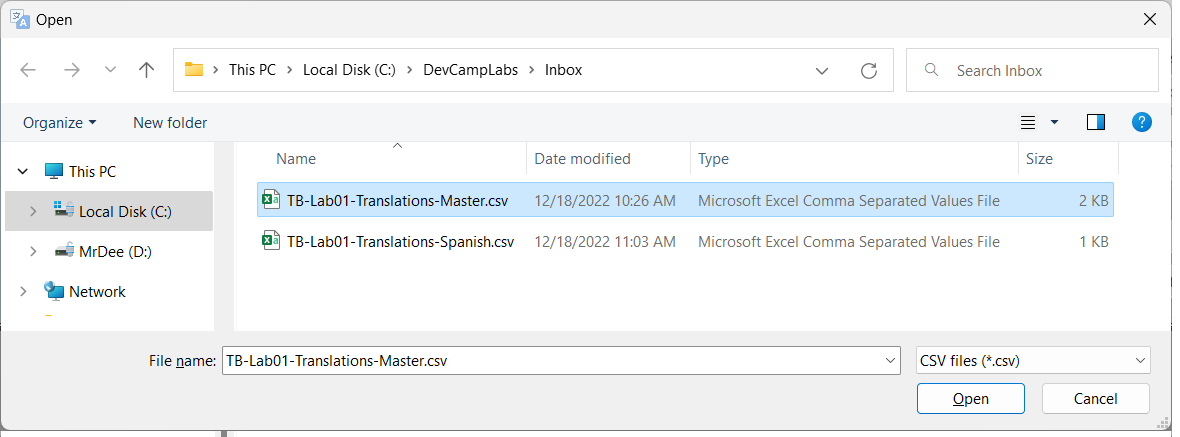 Open
This PC > Local Disk (C:) > DevCampLabs > Inbox
Search Inbox
Organize New folder
Name Date modified Type Size
This PC
Local Disk (C:)
MrDee (D:)
Network
TB-Lab01-Translations-Master.csv 12/18/2022 10:26 AM Microsoft Excel Comma Separated Values File 2 KB
TB-Lab01-Translations-Spanish.csv 12/18/2022 11:03 AM Microsoft Excel Comma Separated Values File 1 KB
File name: TB-Lab01-Translations-Master.csv CSV files (*.csv)
Open Cancel